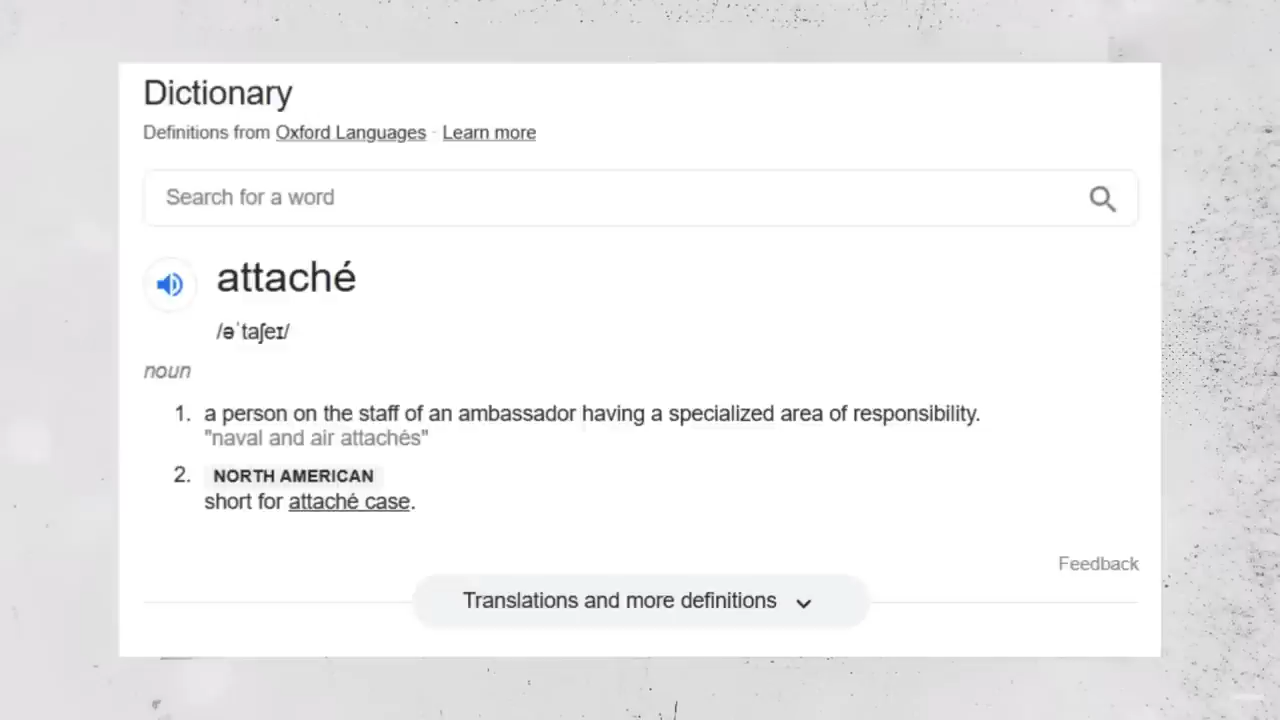 Dictionary
Definitions from Oxford Languages · Learn more
Search for a word
attaché
/əˈtaʃeɪ/
noun
1. a person on the staff of an ambassador having a specialized area of responsibility.
"naval and air attachés"
2. NORTH AMERICAN
short for attaché case.
Feedback
Translations and more definitions